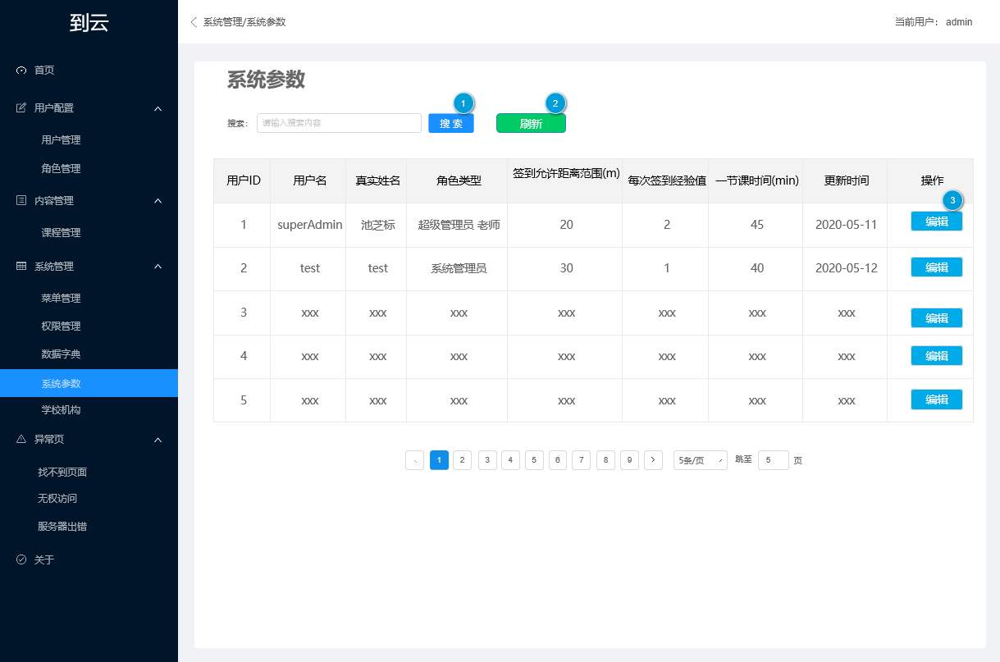 到云
系统管理/系统参数
当前用户： admin
首页
用户配置
用户管理
角色管理
内容管理
课程管理
系统管理
菜单管理
权限管理
数据字典
系统参数
学校机构
异常页
找不到页面
无权访问
服务器出错
关于
系统参数
搜索: 请输入搜索内容 搜 索 1 刷新 2
用户ID 用户名 真实姓名 角色类型 签到允许距离范围(m) 每次签到经验值 一节课时间(min) 更新时间 操作
3
1 superAdmin 池芝标 超级管理员 老师 20 2 45 2020-05-11 编辑
2 test test 系统管理员 30 1 40 2020-05-12 编辑
3 xxx xxx xxx xxx xxx xxx xxx 编辑
4 xxx xxx xxx xxx xxx xxx xxx 编辑
5 xxx xxx xxx xxx xxx xxx xxx 编辑
1 2 3 4 5 6 7 8 9 5条/页 跳至 5 页